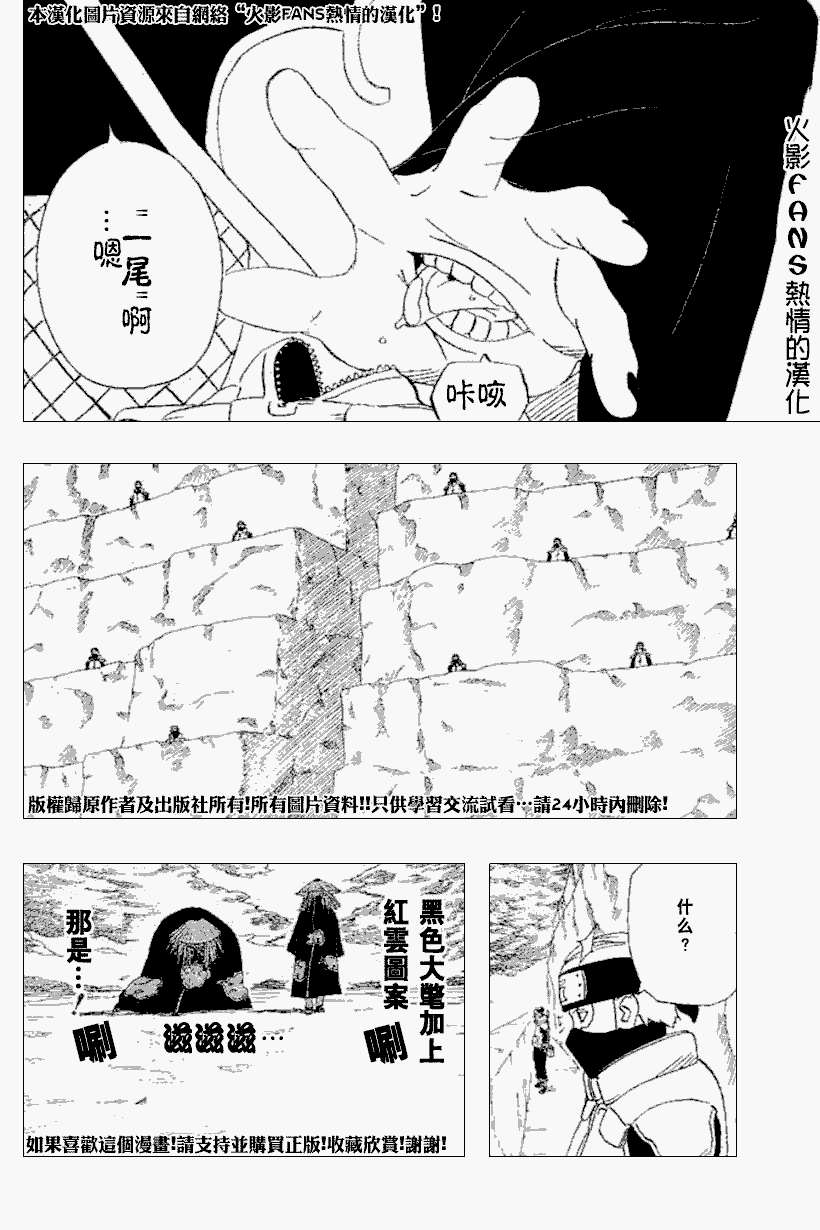 本漢化圖片資源來自網絡“火影FANS熱情的漢化”!
火影FANS熱情的漢化
"一尾"啊
…嗯
咔咳
版權歸原作者及出版社所有!所有圖片資料!!只供學習交流試看…請24小時內刪除!
什么?
黑色大氅加上
紅雲圖案
那是…
唰
滋滋滋…
唰
如果喜歡這個漫畫!請支持並購買正版!收藏欣賞!謝謝!